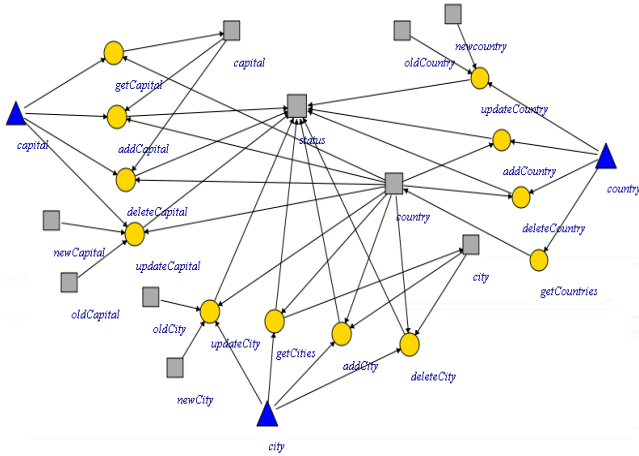 newcountry
oldCountry
capital
getCapital
updateCountry
status
capital
addCapital
addCountry
country
deleteCapital
country
deleteCountry
newCapital
updateCapital
city
getCountries
oldCapital
oldCity
updateCity
getCities
addCity
deleteCity
newCity
city